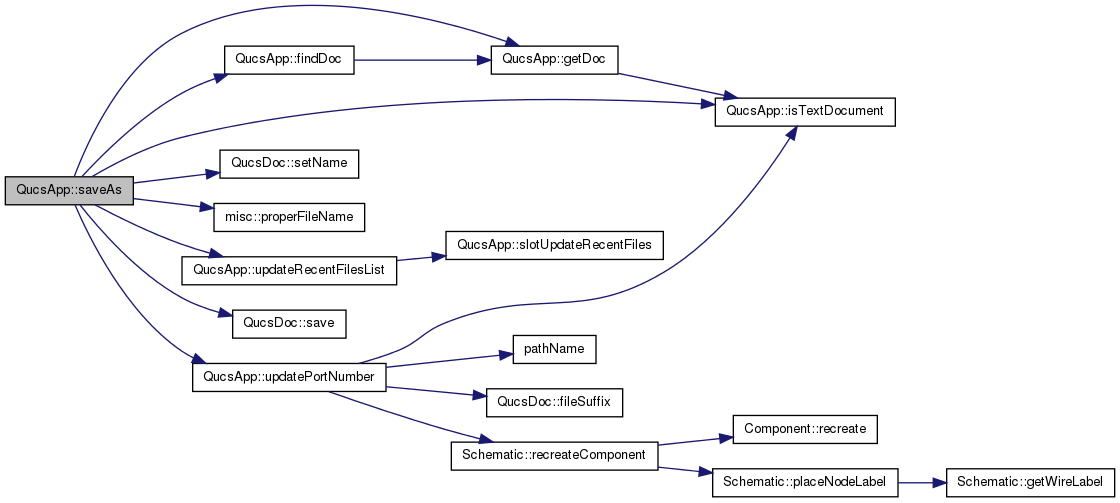 QucsApp::saveAs
QucsApp::findDoc
QucsApp::getDoc
QucsApp::isTextDocument
QucsDoc::setName
misc::properFileName
QucsApp::updateRecentFilesList
QucsApp::slotUpdateRecentFiles
QucsDoc::save
QucsApp::updatePortNumber
pathName
QucsDoc::fileSuffix
Schematic::recreateComponent
Component::recreate
Schematic::placeNodeLabel
Schematic::getWireLabel